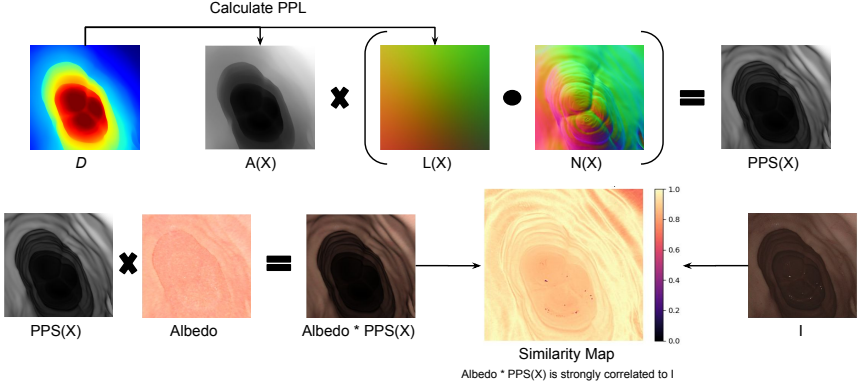 Calculate PPL
D
A(X)
L(X)
N(X)
PPS(X)
1.0
0.8
0.6
0.4
0.2
0.0
PPS(X)
Albedo
Albedo * PPS(X)
Similarity Map
I
Albedo * PPS(X) is strongly correlated to I